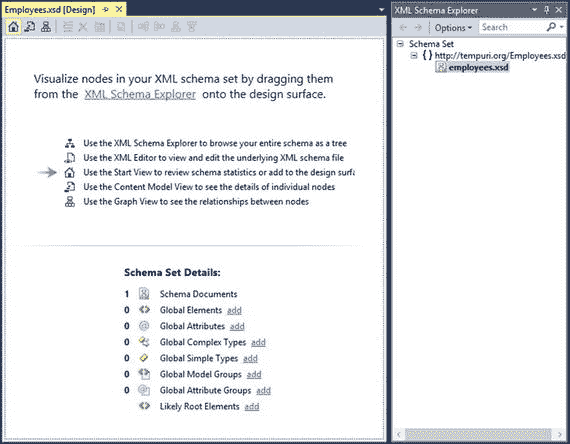 Employees.xsd [Design]
Visualize nodes in your XML schema set by dragging them
from the XML Schema Explorer onto the design surface.
Use the XML Schema Explorer to browse your entire schema as a tree
Use the XML Editor to view and edit the underlying XML schema file
Use the Start View to review schema statistics or add to the design surfa
Use the Content Model View to see the details of individual nodes
Use the Graph View to see the relationships between nodes
Schema Set Details:
1 Schema Documents
0 Global Elements add
0 Global Attributes add
0 Global Complex Types add
0 Global Simple Types add
0 Global Model Groups add
0 Global Attribute Groups add
Likely Root Elements add
XML Schema Explorer
Options Search
Schema Set
{ } http://tempuri.org/Employees.xsd
employees.xsd